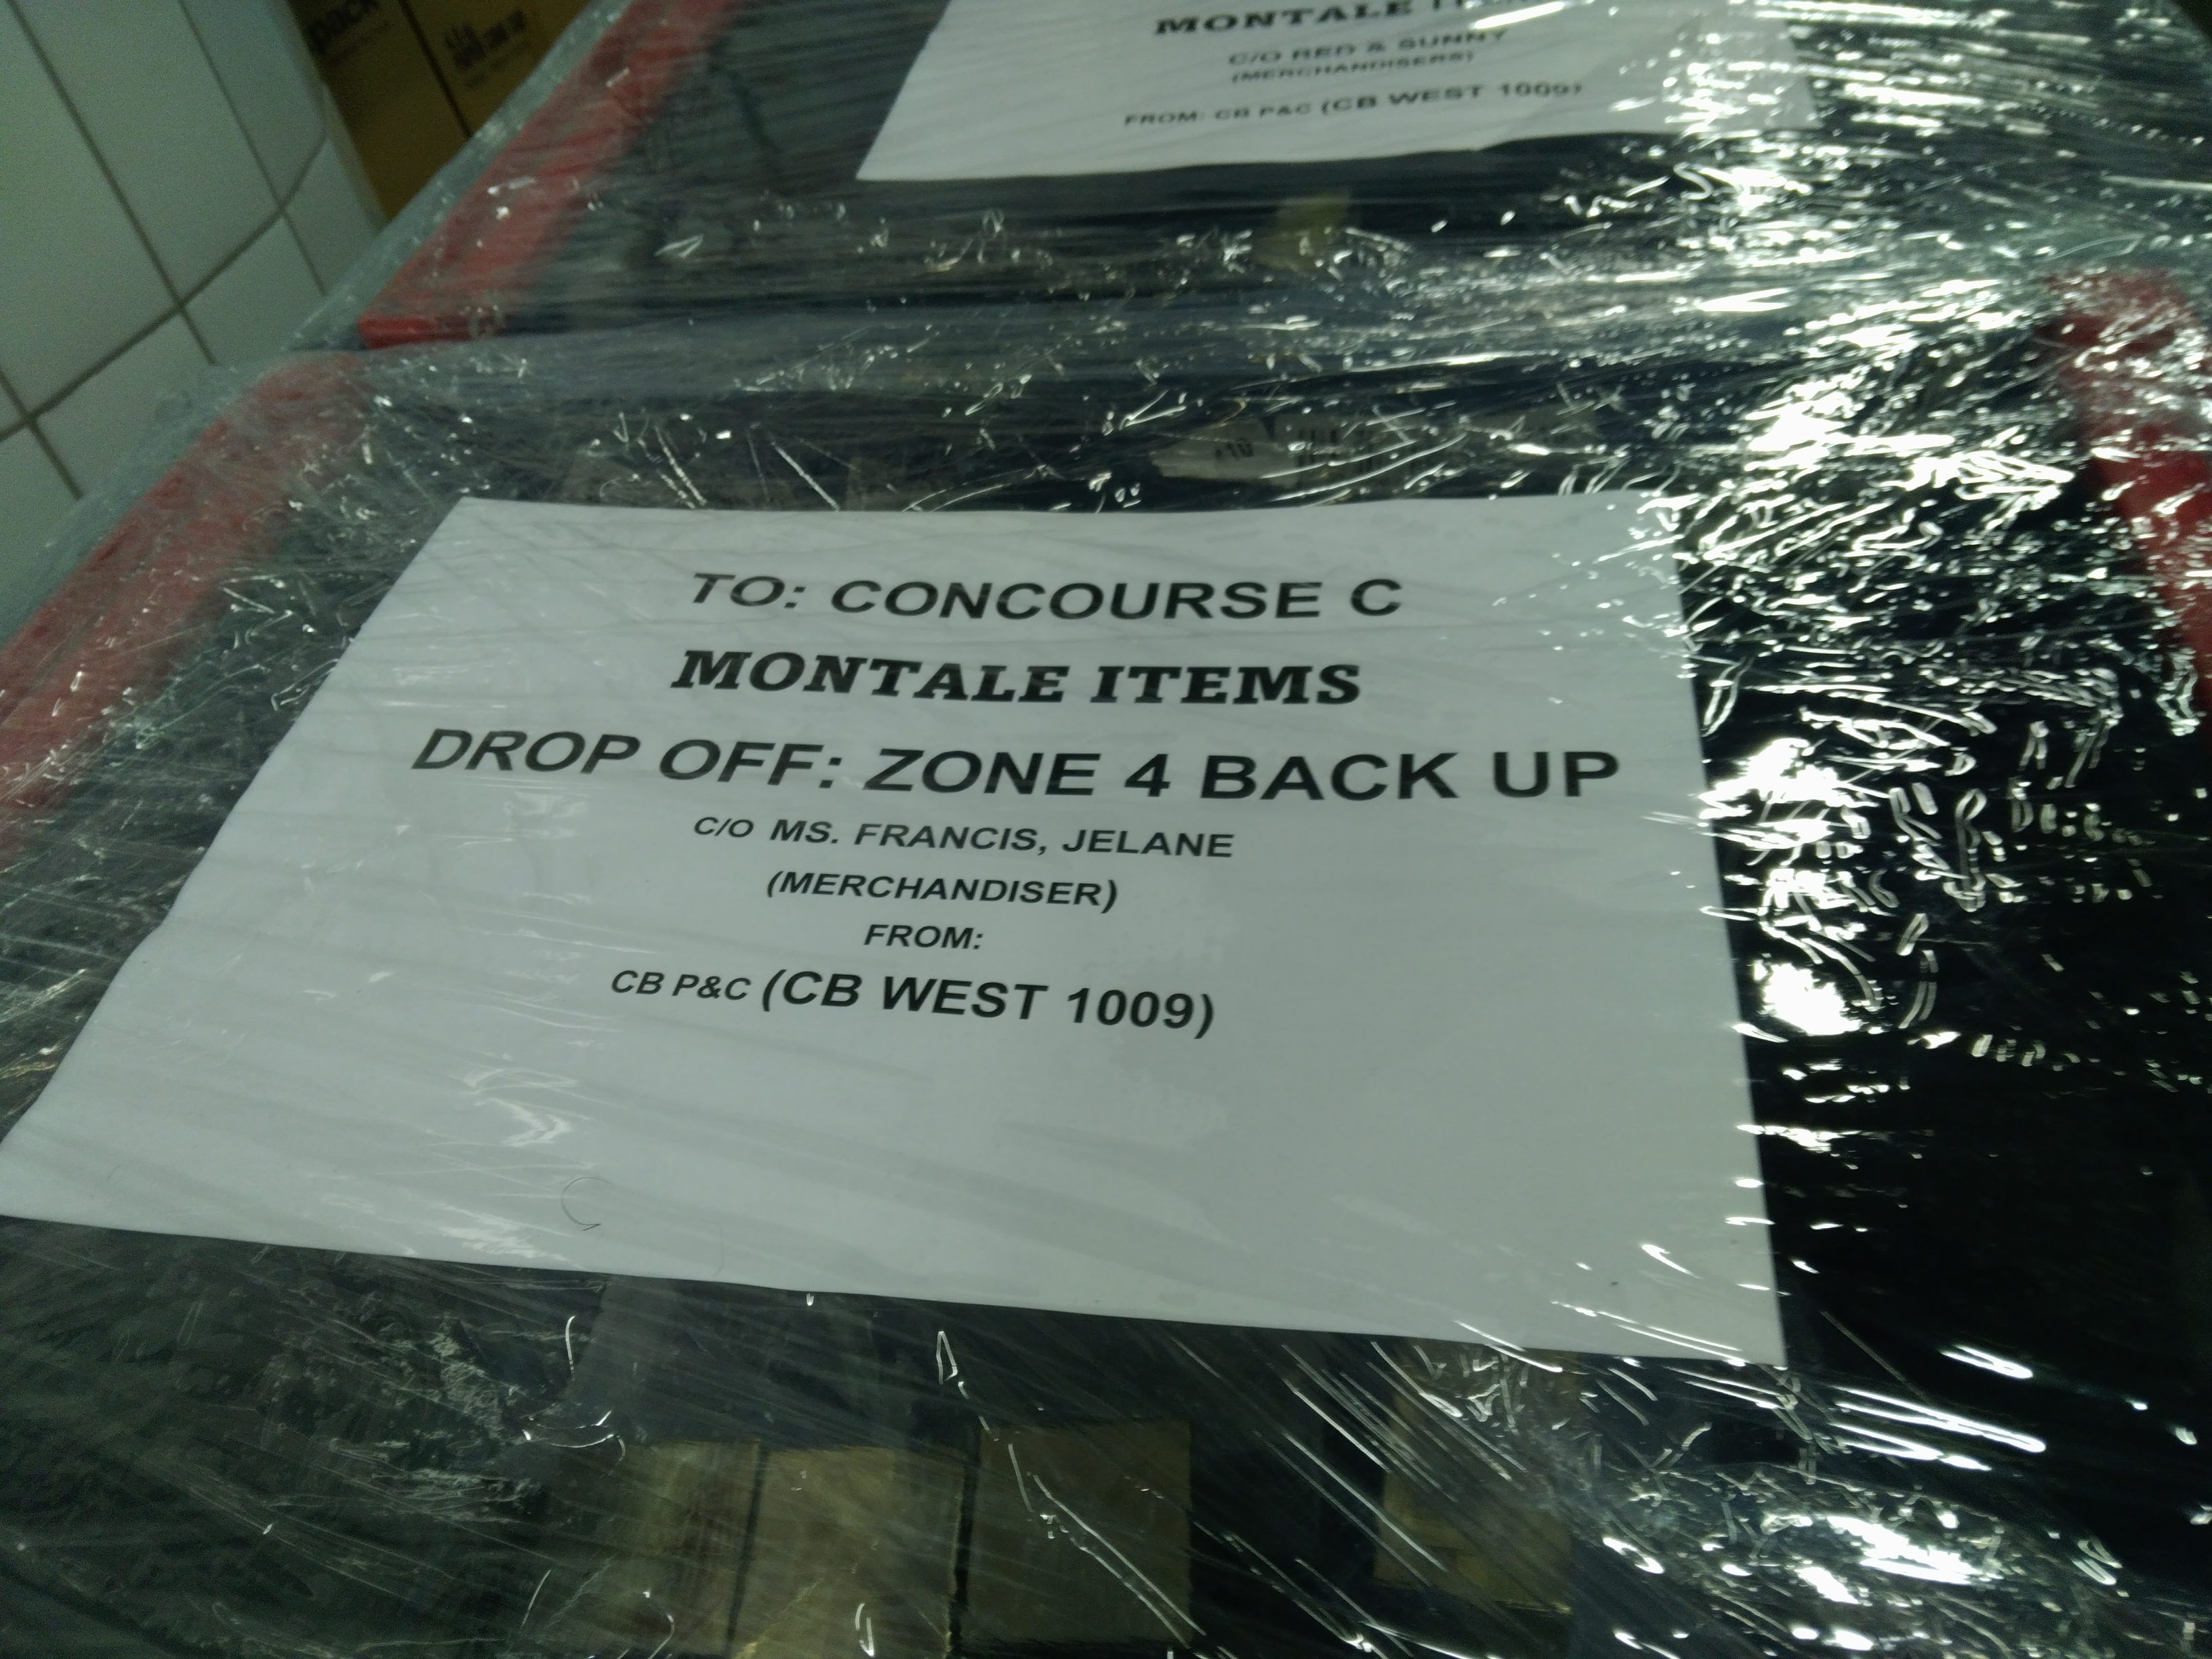 pack
MONTALE
C/O RED & SUNNY
(MERCHANDISERS)
FROM: CB P&C (CB WEST 1009)
TO: CONCOURSE C
MONTALE ITEMS
DROP OFF: ZONE 4 BACK UP
C/O MS. FRANCIS, JELANE
(MERCHANDISER)
FROM:
CB P&C (CB WEST 1009)